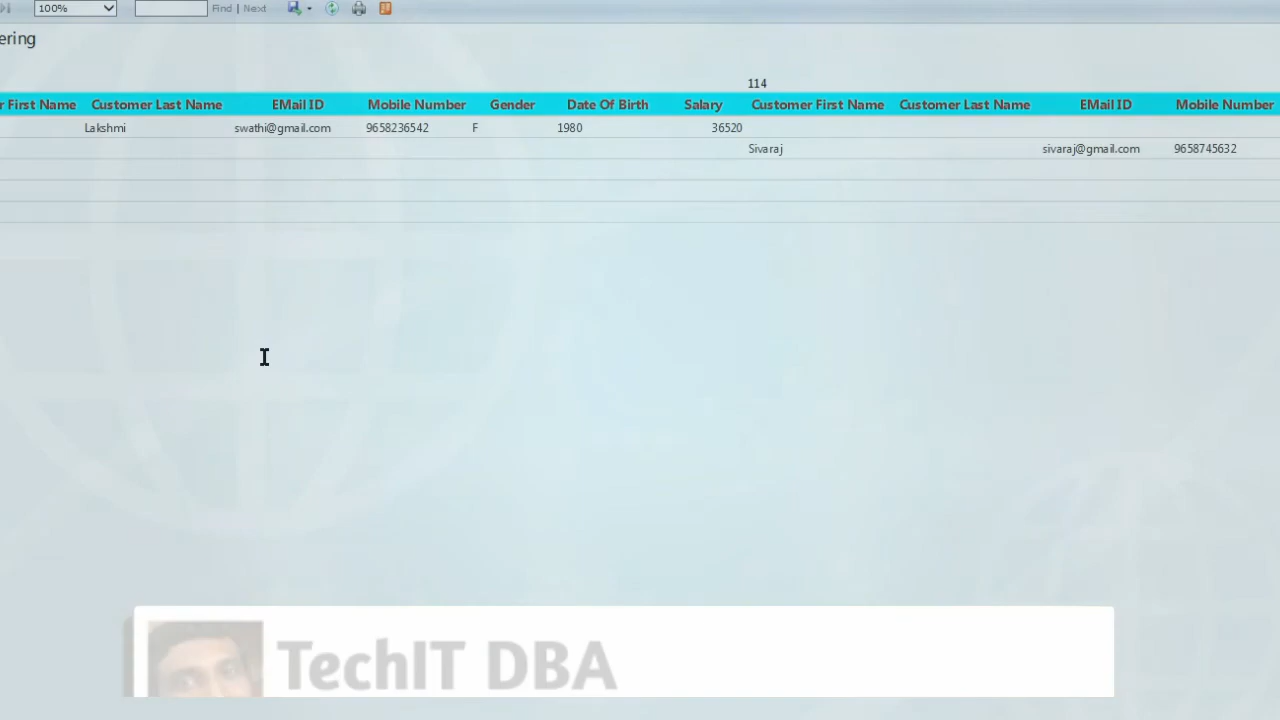 100% Find | Next
ering
114
r First Name Customer Last Name EMail ID Mobile Number Gender Date Of Birth Salary Customer First Name Customer Last Name EMail ID Mobile Number
Lakshmi swathi@gmail.com 9658236542 F 1980 36520
Sivaraj sivaraj@gmail.com 9658745632
TechIT DBA